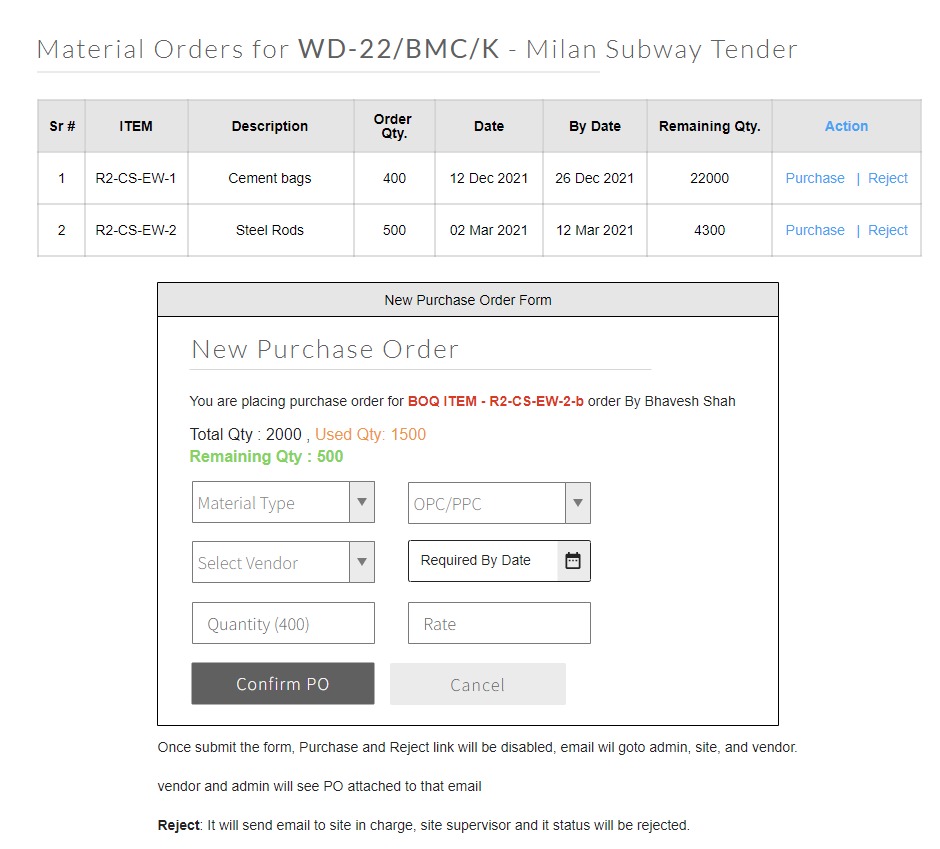 Material Orders for WD-22/BMC/K - Milan Subway Tender
Sr # ITEM Description Order Qty. Date By Date Remaining Qty. Action
1 R2-CS-EW-1 Cement bags 400 12 Dec 2021 26 Dec 2021 22000 Purchase | Reject
2 R2-CS-EW-2 Steel Rods 500 02 Mar 2021 12 Mar 2021 4300 Purchase | Reject
New Purchase Order Form
New Purchase Order
You are placing purchase order for BOQ ITEM - R2-CS-EW-2-b order By Bhavesh Shah
Total Qty : 2000 , Used Qty: 1500
Remaining Qty : 500
Material Type OPC/PPC
Select Vendor Required By Date
Quantity (400) Rate
Confirm PO Cancel
Once submit the form, Purchase and Reject link will be disabled, email wil goto admin, site, and vendor.
vendor and admin will see PO attached to that email
Reject: It will send email to site in charge, site supervisor and it status will be rejected.